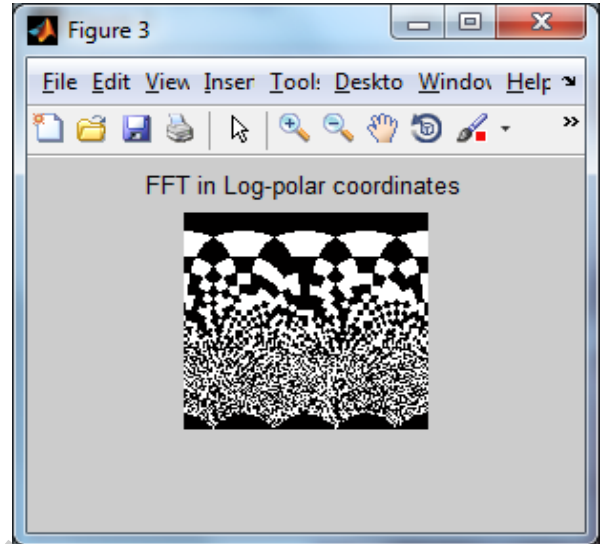 Figure 3
File Edit View Inser Tool: Deskto Windov Help
FFT in Log-polar coordinates